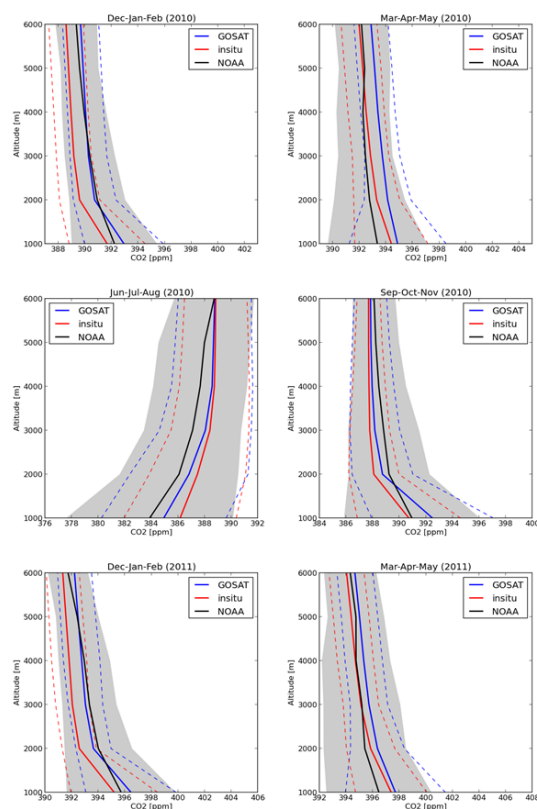 Dec-Jan-Feb (2010)
6000
5000
4000
3000
2000
1000
Altitude [m]
GOSAT
insitu
NOAA
388 390 392 394 396 398 400 402
CO2 [ppm]
Mar-Apr-May (2010)
6000
5000
4000
3000
2000
1000
Altitude [m]
GOSAT
insitu
NOAA
390 392 394 396 398 400 402 404
CO2 [ppm]
Jun-Jul-Aug (2010)
6000
5000
4000
3000
2000
1000
Altitude [m]
GOSAT
insitu
NOAA
376 378 380 382 384 386 388 390 392
CO2 [ppm]
Sep-Oct-Nov (2010)
6000
5000
4000
3000
2000
1000
Altitude [m]
GOSAT
insitu
NOAA
384 386 388 390 392 394 396 398 400
CO2 [ppm]
Dec-Jan-Feb (2011)
6000
5000
4000
3000
2000
1000
Altitude [m]
GOSAT
insitu
NOAA
390 392 394 396 398 400 402 404 406
CO2 [ppm]
Mar-Apr-May (2011)
6000
5000
4000
3000
2000
1000
Altitude [m]
GOSAT
insitu
NOAA
392 394 396 398 400 402 404 406 408
CO2 [ppm]